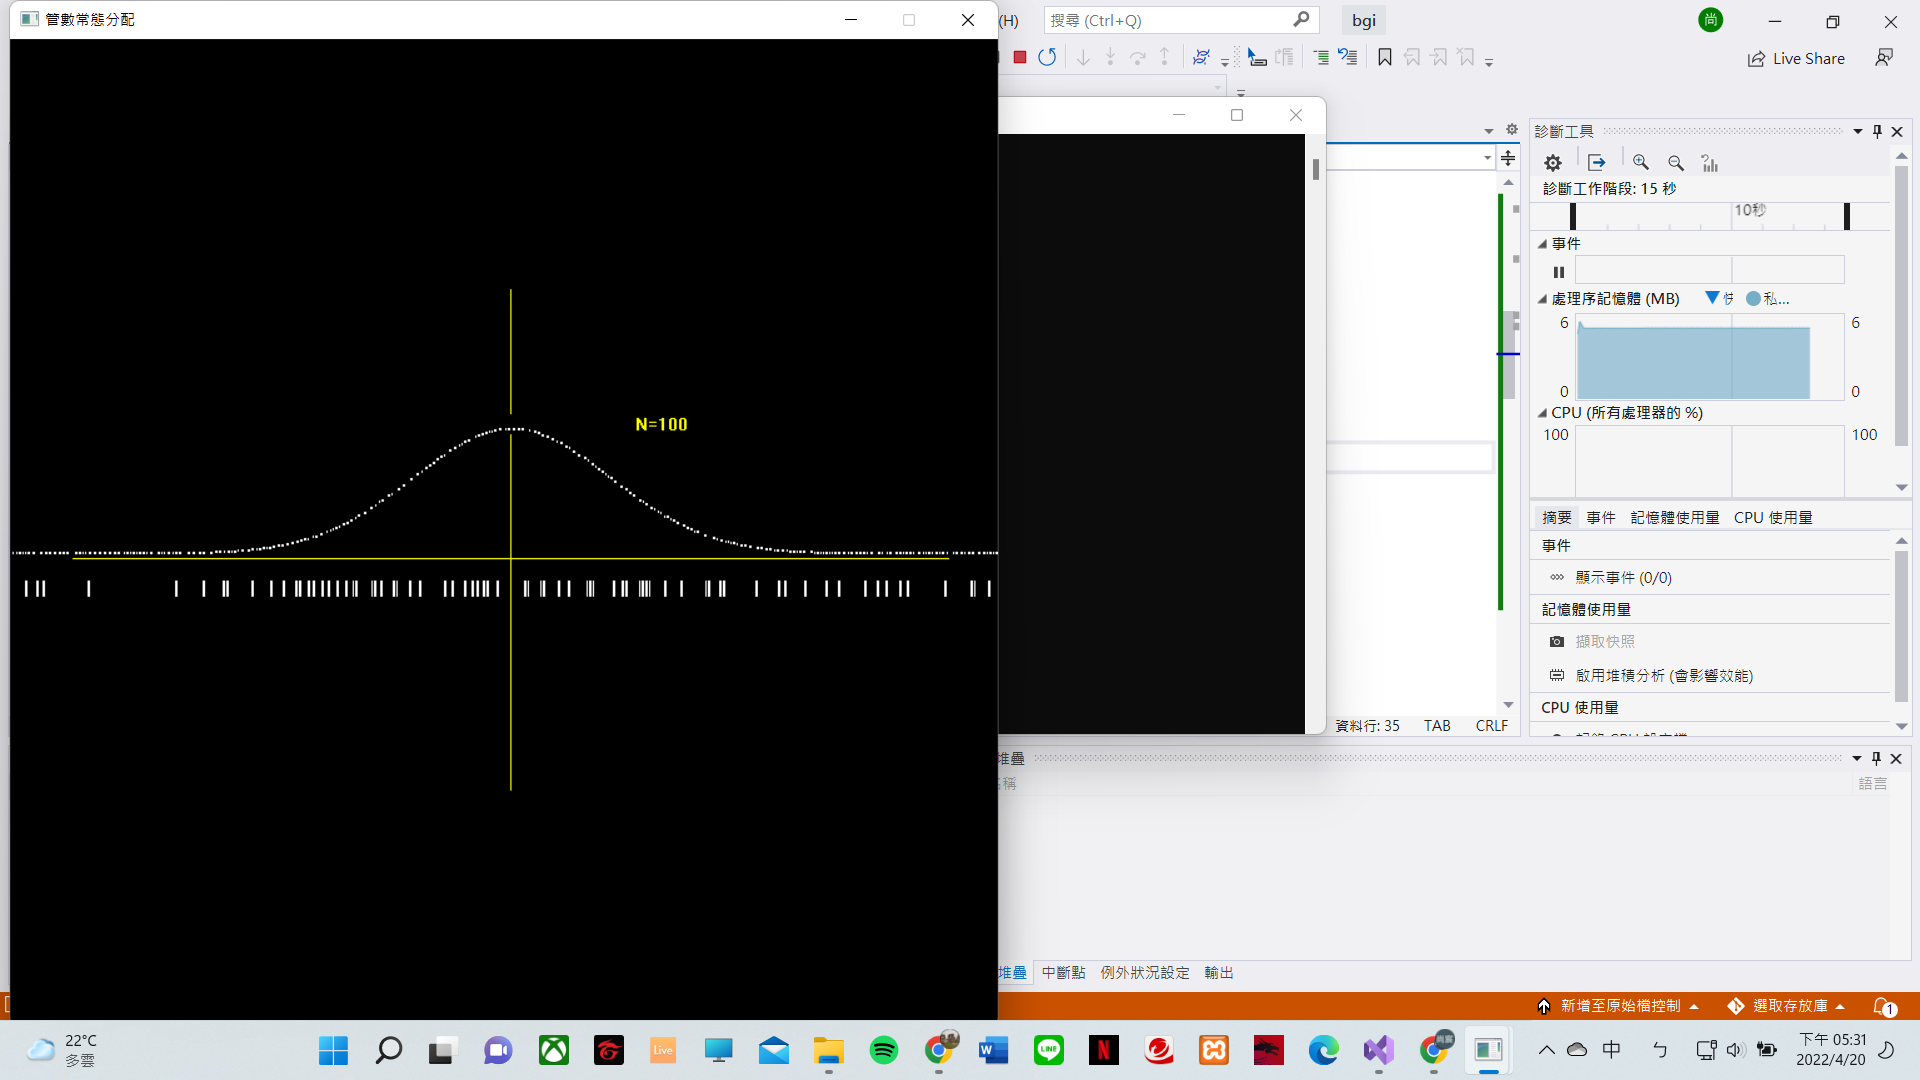 管數常態分配
(H)
搜尋 (Ctrl+Q)
bgi
尚
Live Share
N=100
診斷工具
診斷工作階段: 15 秒
10秒
事件
處理序記憶體 (MB)
私...
6
6
0
0
CPU (所有處理器的 %)
100
100
摘要
事件
記憶體使用量
CPU 使用量
事件
顯示事件 (0/0)
記憶體使用量
擷取快照
啟用堆積分析 (會影響效能)
CPU 使用量
資料行: 35
TAB
CRLF
堆疊
稱
語言
堆疊
中斷點
例外狀況設定
輸出
新增至原始檔控制
選取存放庫
1
22°C
多雲
Live
W
LINE
N
中
ㄅ
下午 05:31
2022/4/20